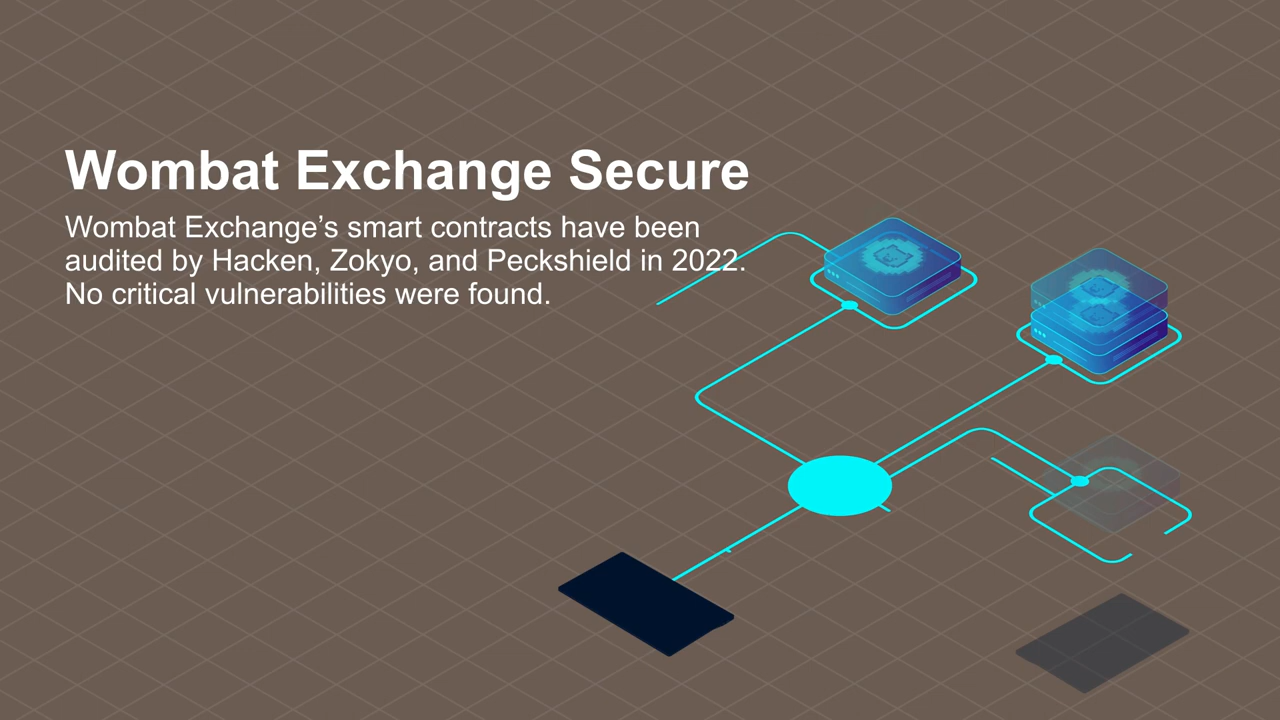 Wombat Exchange Secure
Wombat Exchange’s smart contracts have been
audited by Hacken, Zokyo, and Peckshield in 2022.
No critical vulnerabilities were found.